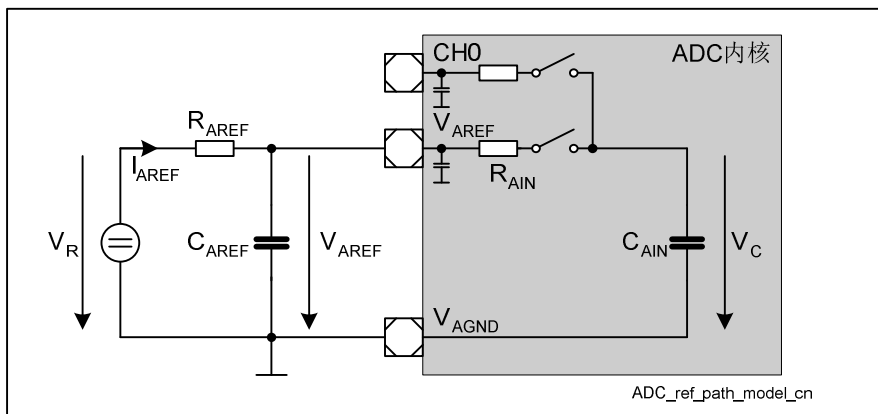 CH0
ADC内核
R_AREF
V_AREF
I_AREF
R_AIN
V_R
C_AREF
V_AREF
C_AIN
V_C
V_AGND
ADC_ref_path_model_cn